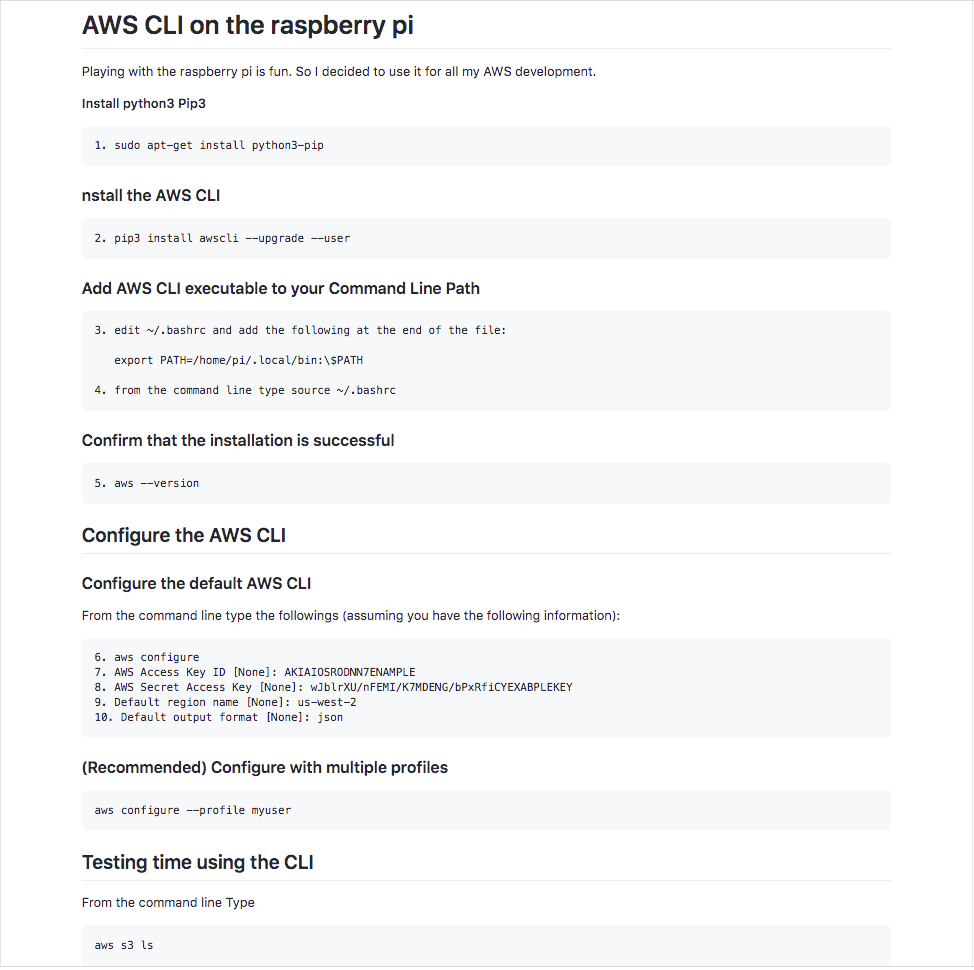 AWS CLI on the raspberry pi
Playing with the raspberry pi is fun. So I decided to use it for all my AWS development.
Install python3 Pip3
1. sudo apt-get install python3-pip
nstall the AWS CLI
2. pip3 install awscli --upgrade --user
Add AWS CLI executable to your Command Line Path
3. edit ~/.bashrc and add the following at the end of the file:
export PATH=/home/pi/.local/bin:\$PATH
4. from the command line type source ~/.bashrc
Confirm that the installation is successful
5. aws --version
Configure the AWS CLI
Configure the default AWS CLI
From the command line type the followings (assuming you have the following information):
6. aws configure
7. AWS Access Key ID [None]: AKIAIOSRODNN7ENAMPLE
8. AWS Secret Access Key [None]: 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
9. Default region name [None]: us-west-2
10. Default output format [None]: json
(Recommended) Configure with multiple profiles
aws configure --profile myuser
Testing time using the CLI
From the command line Type
aws s3 ls